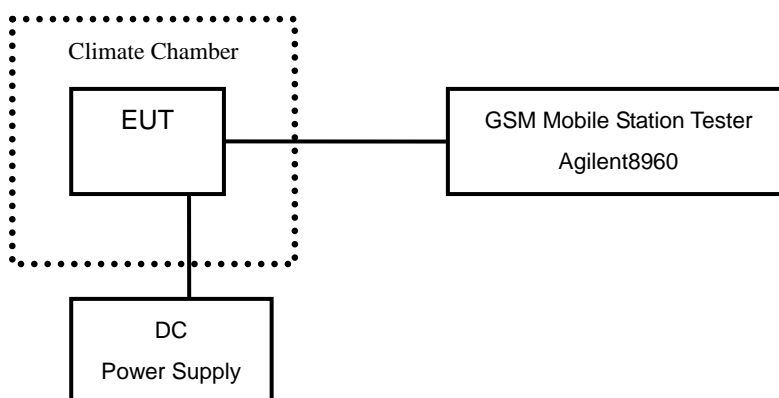 Climate Chamber
EUT
GSM Mobile Station Tester
Agilent8960
DC
Power Supply